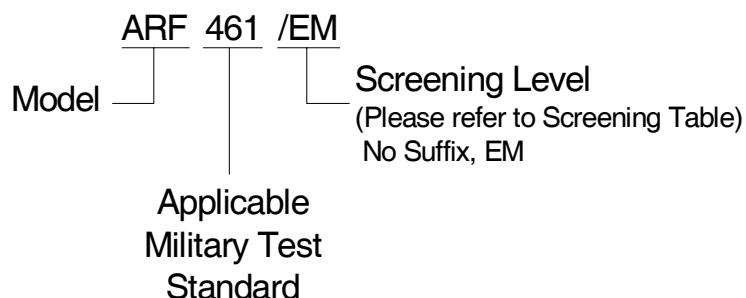 ARF 461 /EM
Model
Screening Level
(Please refer to Screening Table)
No Suffix, EM
Applicable
Military Test
Standard